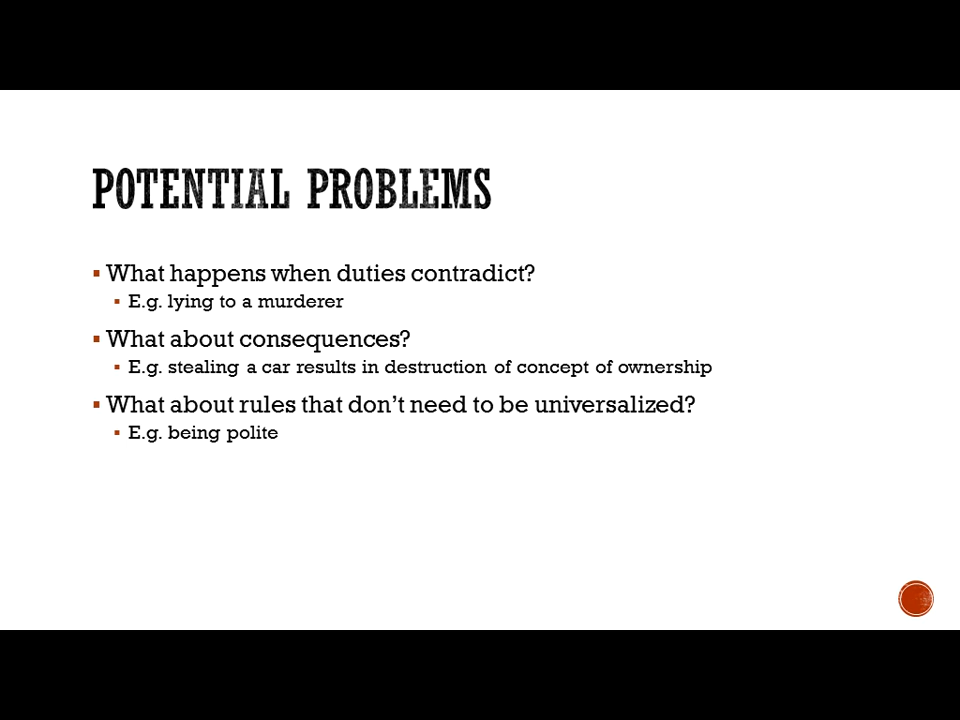 POTENTIAL PROBLEMS
▪ What happens when duties contradict?
▪ E.g. lying to a murderer
▪ What about consequences?
▪ E.g. stealing a car results in destruction of concept of ownership
▪ What about rules that don't need to be universalized?
▪ E.g. being polite